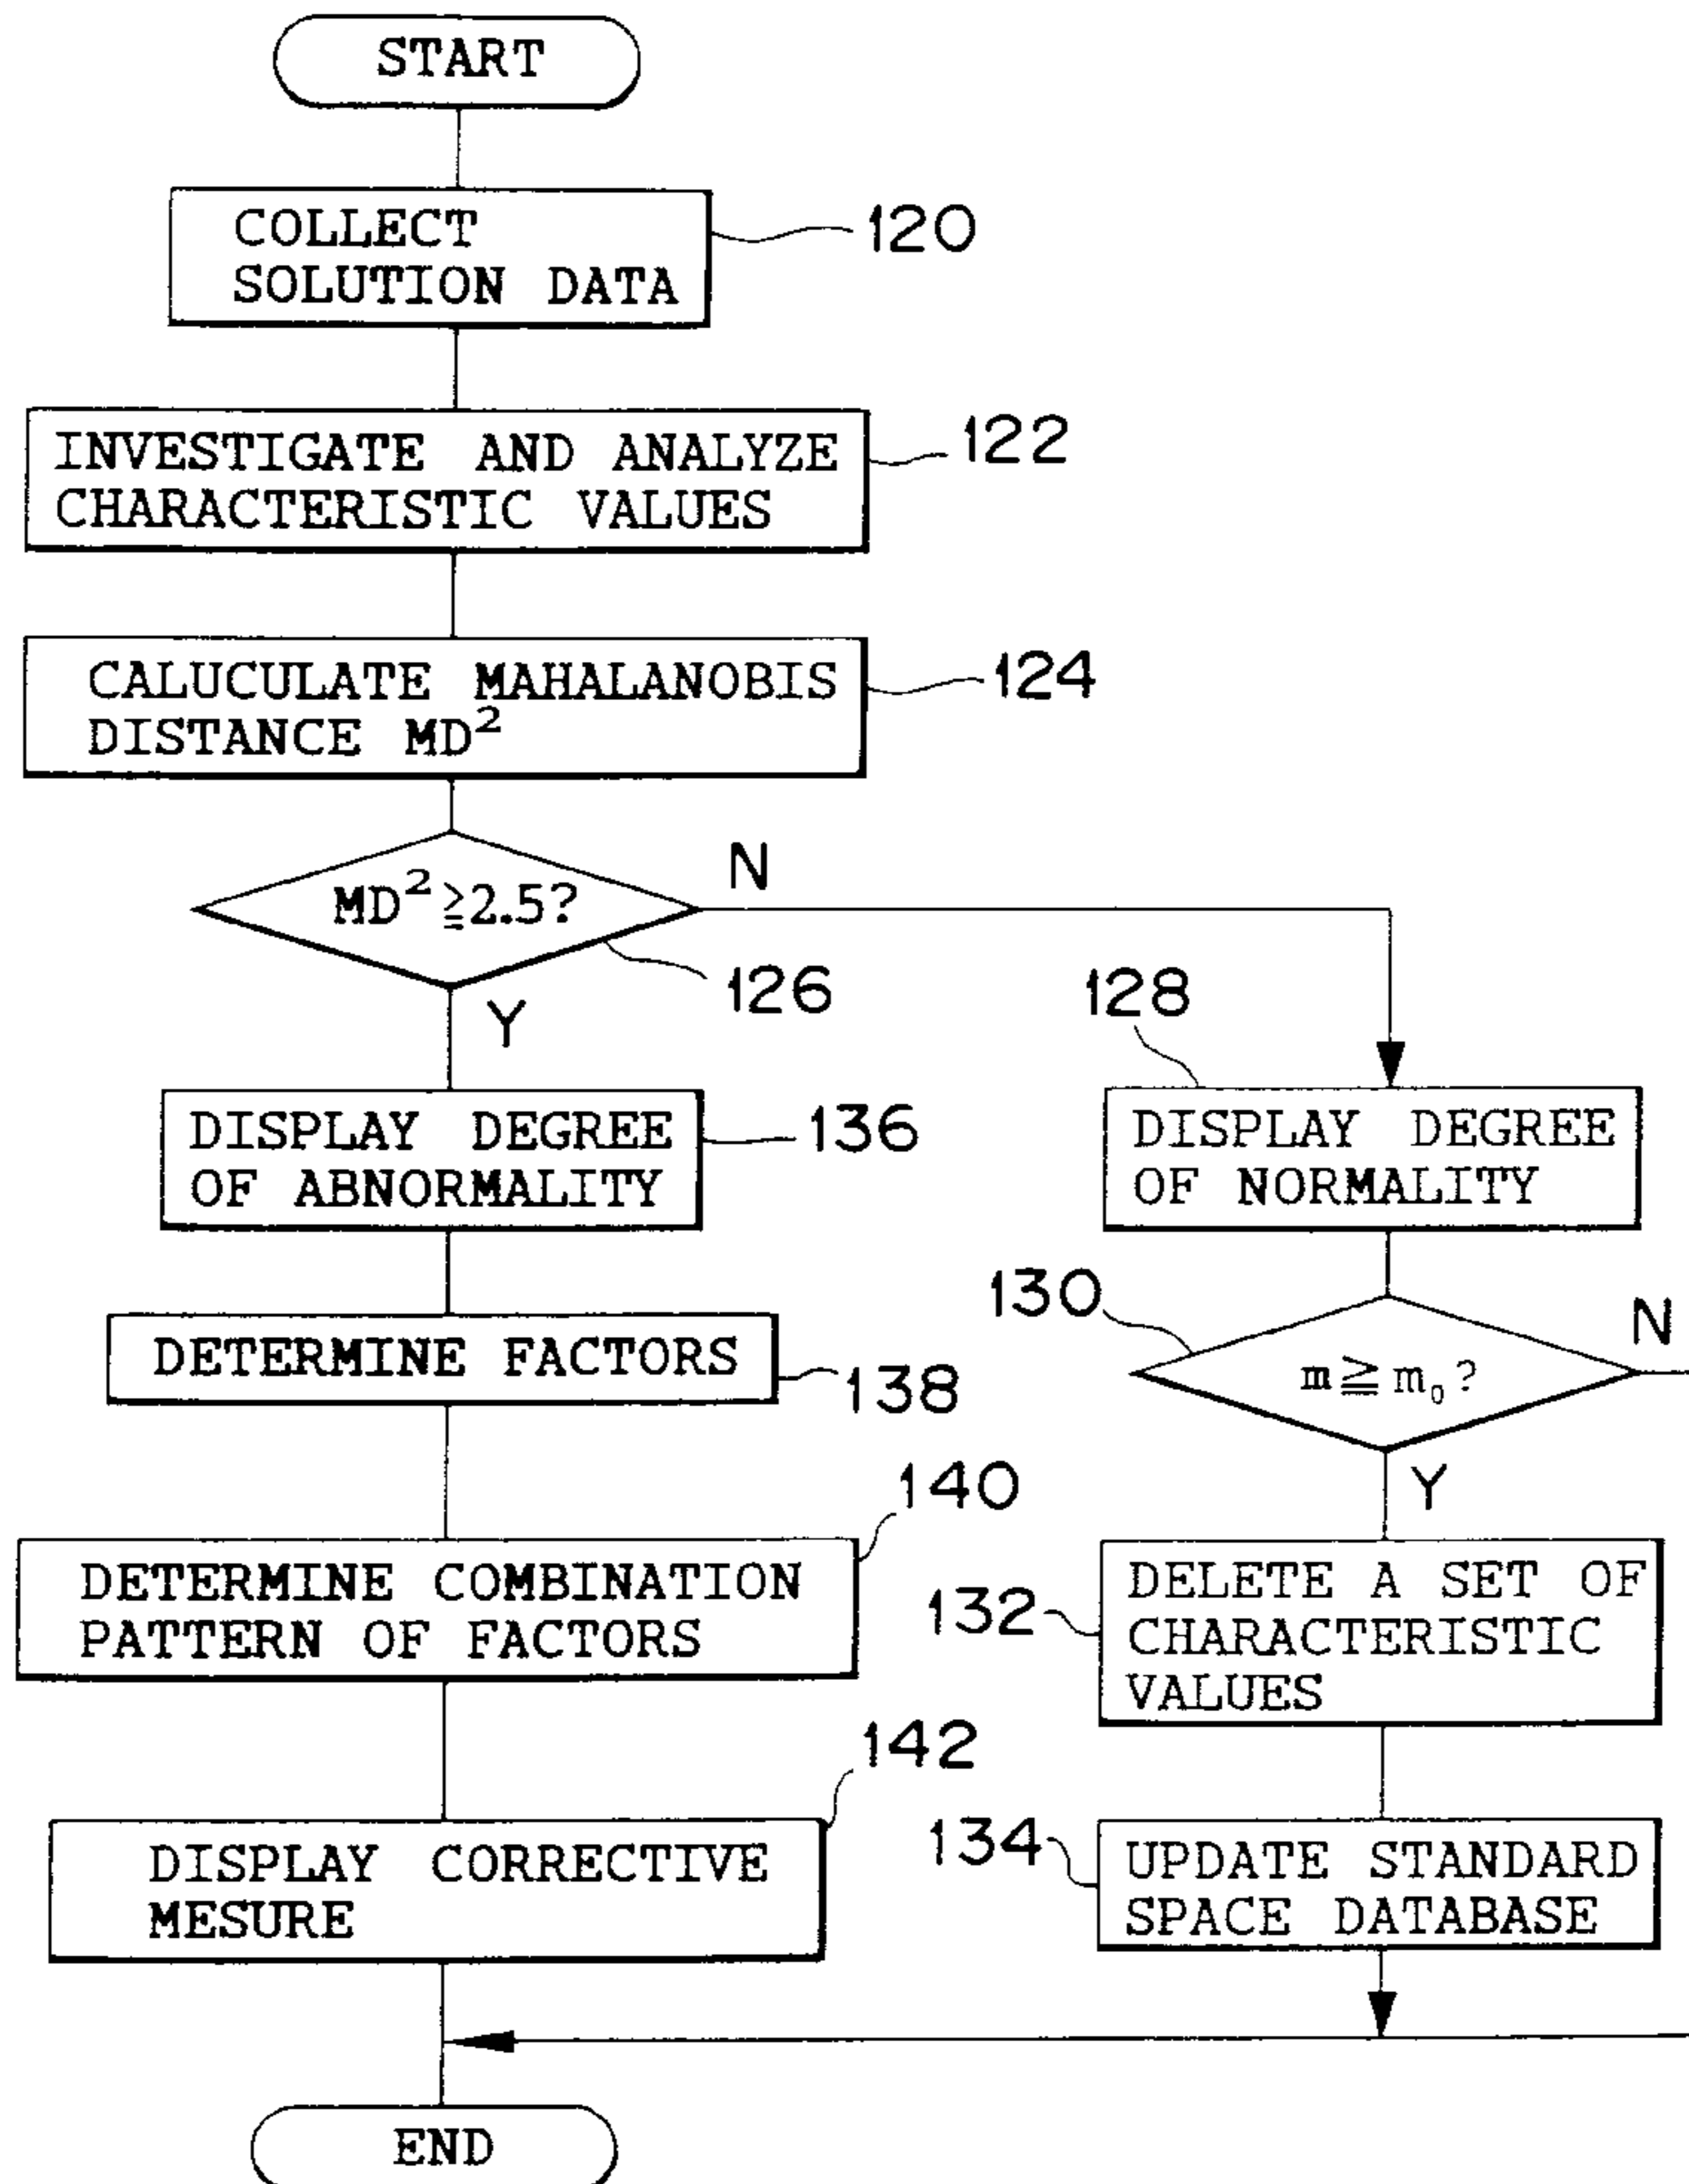 START
COLLECT
SOLUTION DATA
120
INVESTIGATE AND ANALYZE
CHARACTERISTIC VALUES
122
CALUCULATE MAHALANOBIS
DISTANCE MD²
124
MD²≧2.5?
N
126
Y
128
DISPLAY DEGREE
OF ABNORMALITY
136
DISPLAY DEGREE
OF NORMALITY
DETERMINE FACTORS
138
130
m≧m₀?
N
Y
140
DETERMINE COMBINATION
PATTERN OF FACTORS
132
DELETE A SET OF
CHARACTERISTIC
VALUES
142
DISPLAY CORRECTIVE
MESURE
134
UPDATE STANDARD
SPACE DATABASE
END